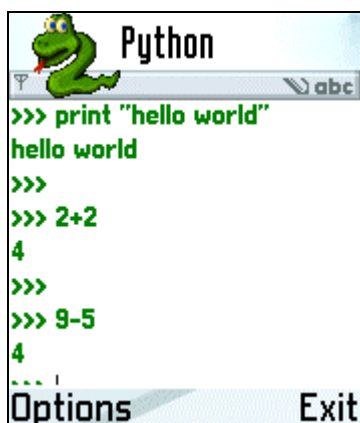 Python
abc
>>> print "hello world"
hello world
>>>
>>> 2+2
4
>>>
>>> 9-5
4
...
Options Exit